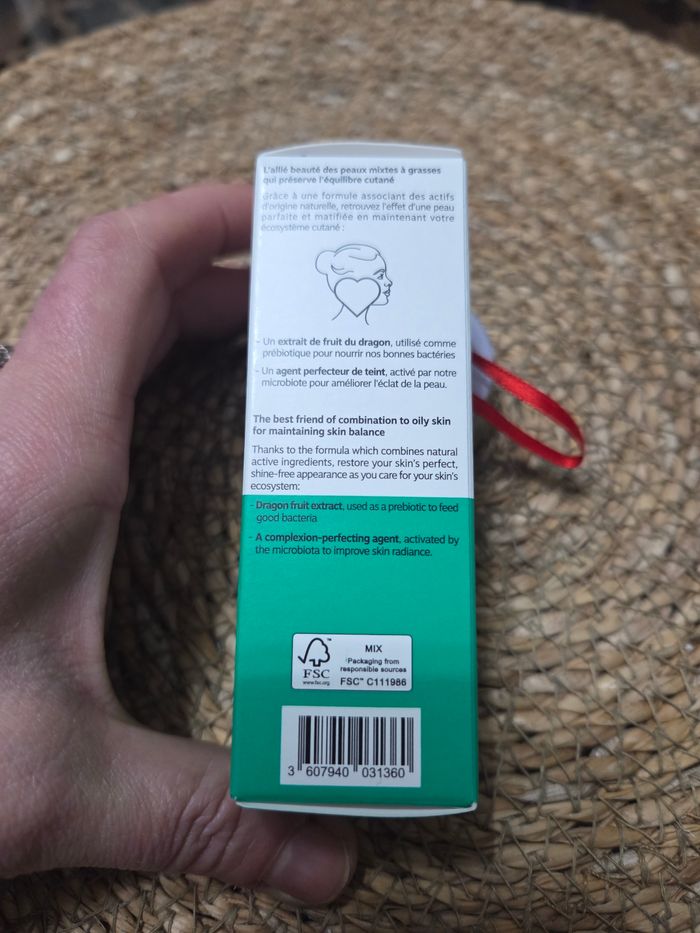 L'allié beauté des peaux mixtes à grasses
qui préserve l'équilibre cutané
Grâce à une formule associant des actifs
d'origine naturelle, retrouvez l'effet d'une peau
parfaite et matifiée en maintenant votre
écosystème cutané :
- Un extrait de fruit du dragon, utilisé comme
prébiotique pour nourrir nos bonnes bactéries
- Un agent perfecteur de teint, activé par notre
microbiote pour améliorer l'éclat de la peau.
The best friend of combination to oily skin
for maintaining skin balance
Thanks to the formula which combines natural
active ingredients, restore your skin's perfect,
shine-free appearance as you care for your skin's
ecosystem:
- Dragon fruit extract, used as a prebiotic to feed
good bacteria
- A complexion-perfecting agent, activated by
the microbiota to improve skin radiance.
FSC
www.fsc.org
MIX
Packaging from
responsible sources
FSC™ C111986
3 607940 031360